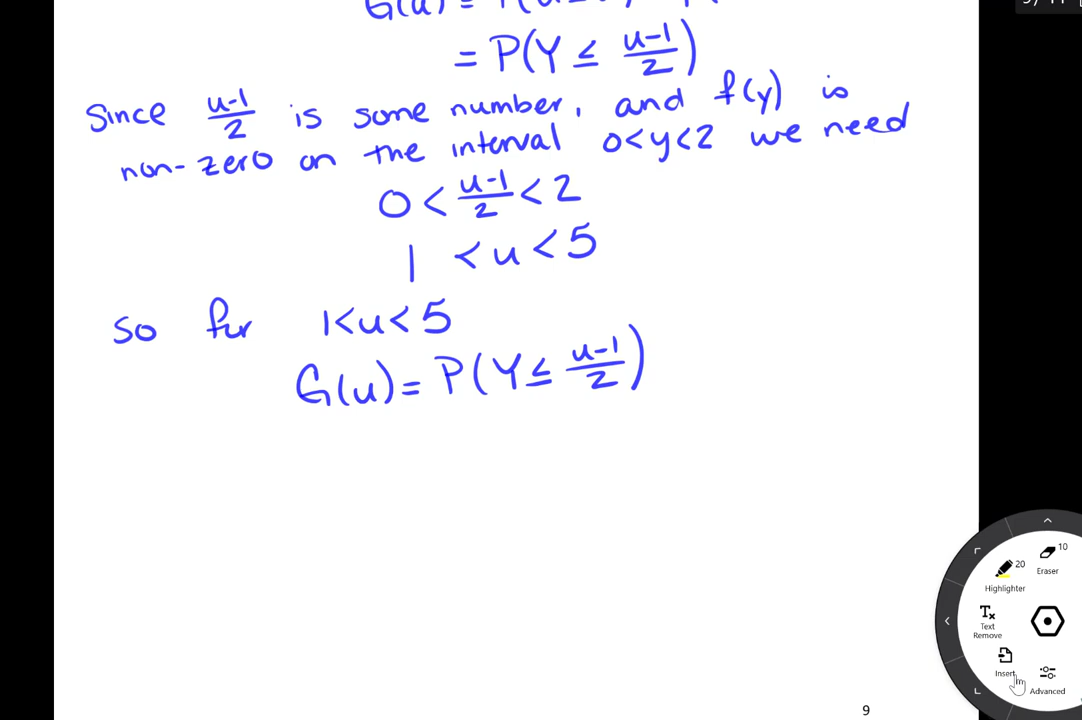 = P(Y ≤ (u-1)/2)
Since (u-1)/2 is some number, and f(y) is
non-zero on the interval 0<y<2 we need
0 < (u-1)/2 < 2
1 < u < 5
so for 1<u<5
G(u) = P(Y ≤ (u-1)/2)
10
Eraser
20
Highlighter
Text
Remove
Insert
Advanced
9